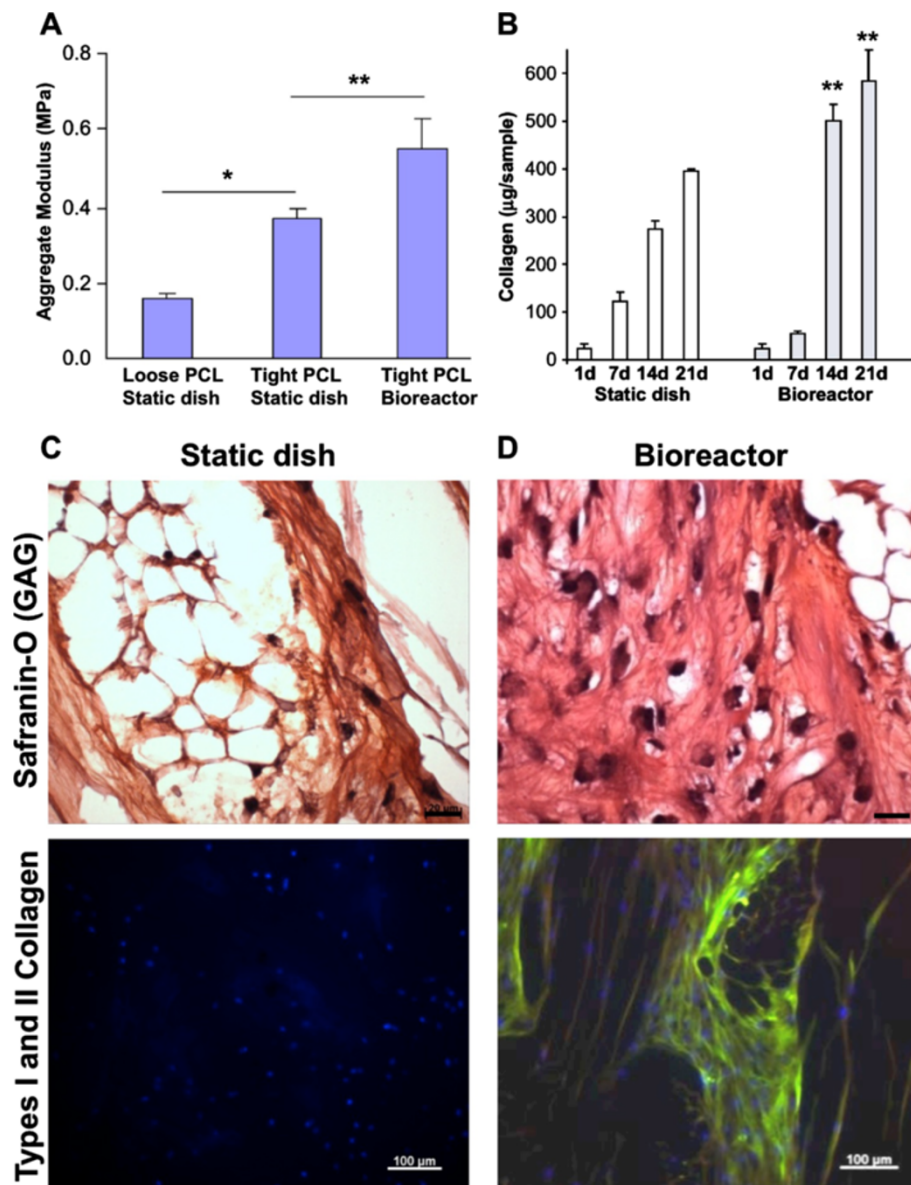 A
Aggregate Modulus (MPa)
0.8
0.6
0.4
0.2
0.0
*
**
Loose PCL
Static dish
Tight PCL
Static dish
Tight PCL
Bioreactor
B
Collagen (µg/sample)
600
500
400
300
200
100
0
**
**
1d 7d 14d 21d
Static dish
1d 7d 14d 21d
Bioreactor
C
Static dish
D
Bioreactor
Safranin-O (GAG)
Types I and II Collagen
100 µm
100 µm